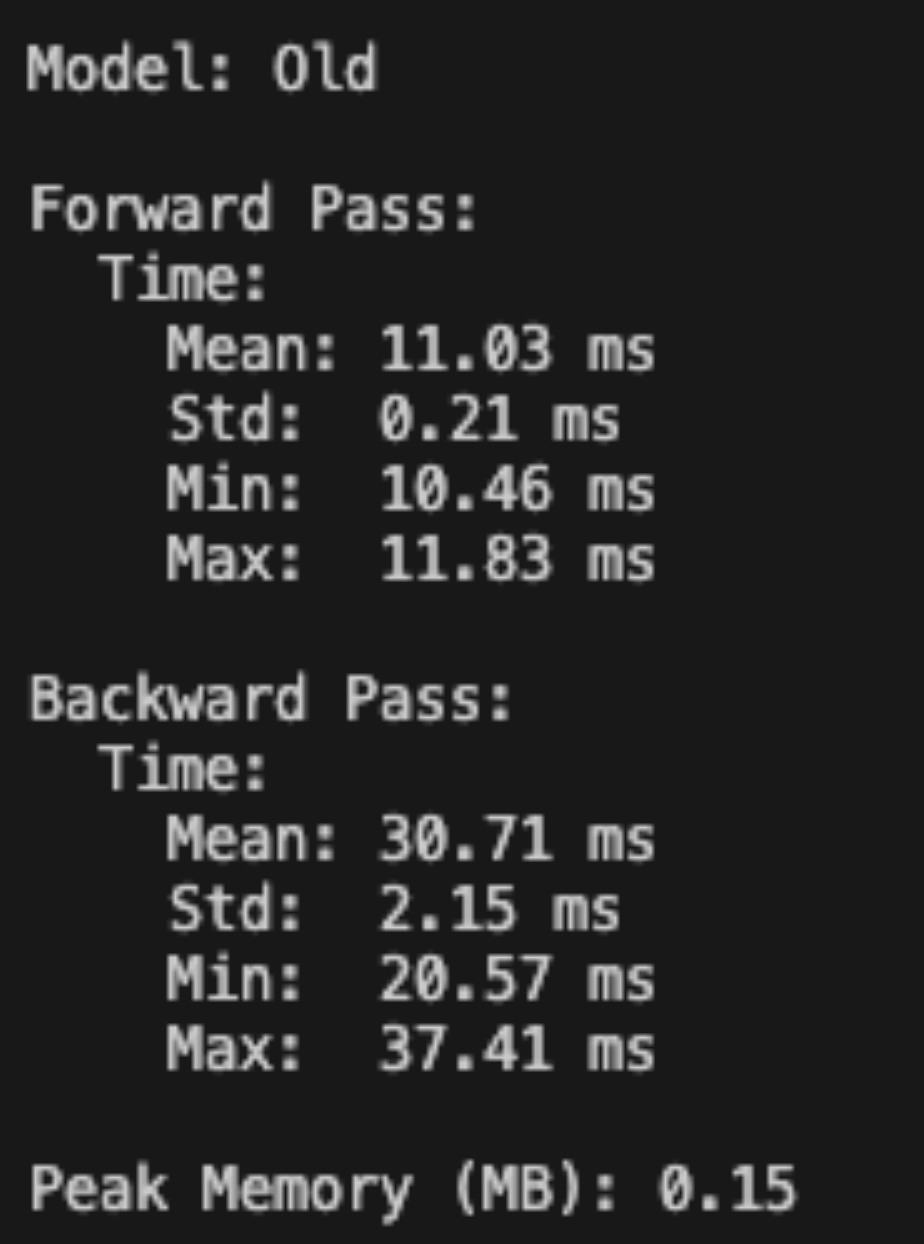 Model: Old
Forward Pass:
Time:
Mean: 11.03 ms
Std: 0.21 ms
Min: 10.46 ms
Max: 11.83 ms
Backward Pass:
Time:
Mean: 30.71 ms
Std: 2.15 ms
Min: 20.57 ms
Max: 37.41 ms
Peak Memory (MB): 0.15